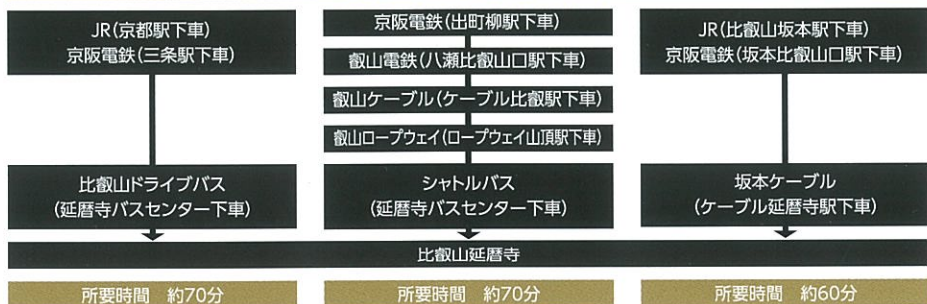 JR(京都駅下車)
京阪電鉄(三条駅下車)
比叡山ドライブバス
(延暦寺バスセンター下車)
京阪電鉄(出町柳駅下車)
叡山電鉄(八瀬比叡山口駅下車)
叡山ケーブル(ケーブル比叡駅下車)
叡山ロープウェイ(ロープウェイ山頂駅下車)
シャトルバス
(延暦寺バスセンター下車)
JR(比叡山坂本駅下車)
京阪電鉄(坂本比叡山口駅下車)
坂本ケーブル
(ケーブル延暦寺駅下車)
比叡山延暦寺
所要時間 約70分
所要時間 約70分
所要時間 約60分